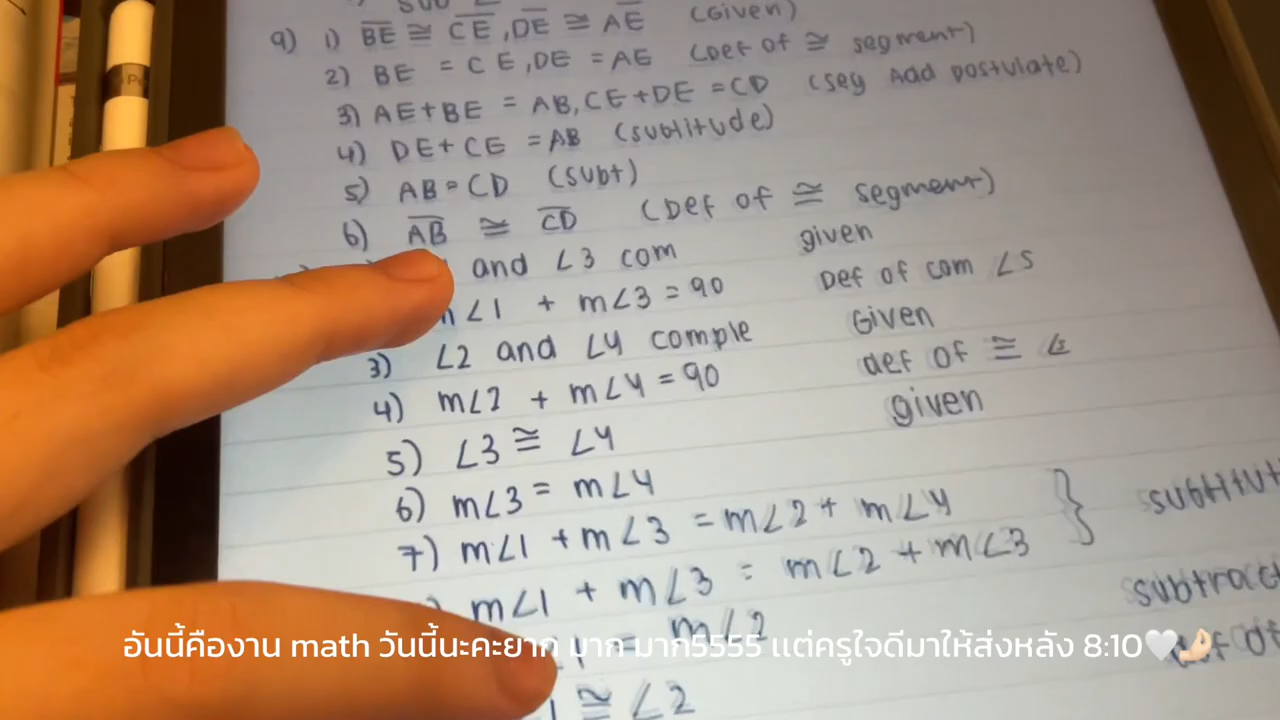 9) 1) BE ≅ CE, DE ≅ AE (Given)
2) BE = CE, DE = AE (Def of ≅ segment)
3) AE + BE = AB, CE + DE = CD (seg Add postulate)
4) DE + CE = AB (sublitude)
5) AB = CD (subt)
6) AB ≅ CD (Def of ≅ segment)
and ∠3 com given
m∠1 + m∠3 = 90 Def of com ∠s
3) ∠2 and ∠4 comple Given
4) m∠2 + m∠4 = 90 def of ≅ ∠s
5) ∠3 ≅ ∠4 given
6) m∠3 = m∠4
7) m∠1 + m∠3 = m∠2 + m∠4
m∠1 + m∠3 = m∠2 + m∠3
subtract
m∠2
≅ ∠2
อันนี้คืองาน math วันนี้นะคะยาก มาก มาก5555 แต่ครูใจดีมาให้ส่งหลัง 8:10🤍🫰🏻